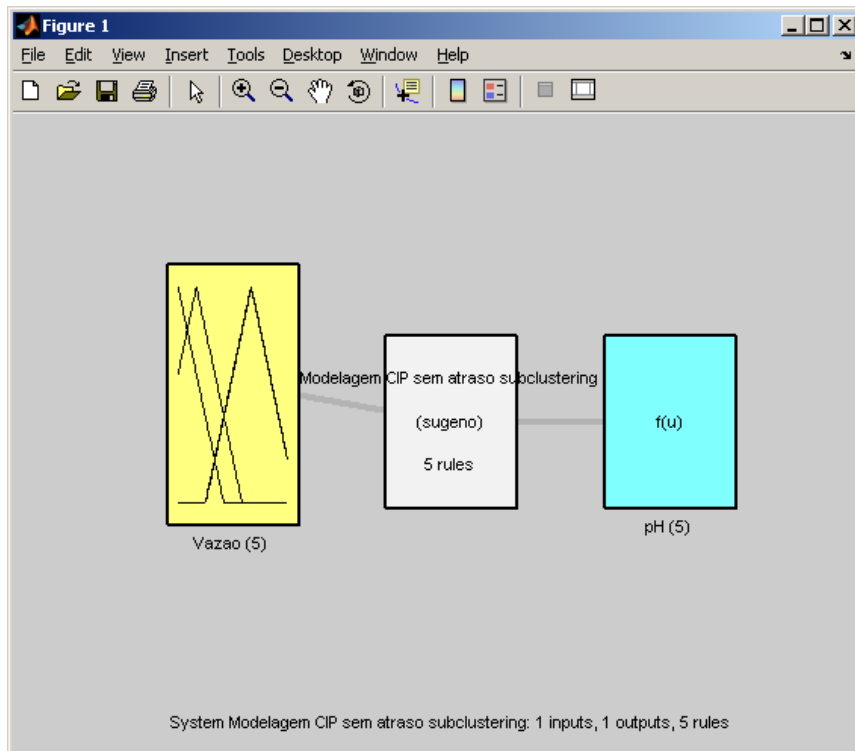 Figure 1
File Edit View Insert Tools Desktop Window Help
Modelagem CIP sem atraso subclustering
(sugeno)
f(u)
5 rules
Vazao (5)
pH (5)
System Modelagem CIP sem atraso subclustering: 1 inputs, 1 outputs, 5 rules